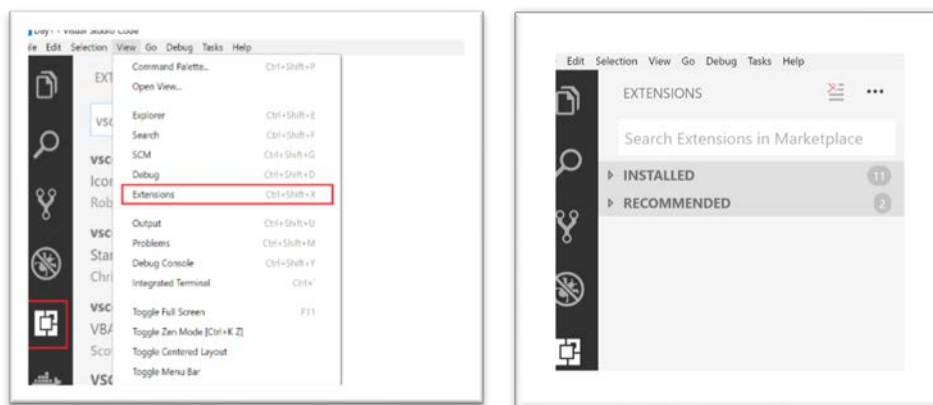 Day1 - Visual Studio Code
File Edit Selection View Go Debug Tasks Help
EXT
vsc
vsc
Icor
Rob
vsc
Star
Chri
vsc
VBA
Scot
vsc
Command Palette... Ctrl+Shift+P
Open View...
Explorer Ctrl+Shift+E
Search Ctrl+Shift+F
SCM Ctrl+Shift+G
Debug Ctrl+Shift+D
Extensions Ctrl+Shift+X
Output Ctrl+Shift+U
Problems Ctrl+Shift+M
Debug Console Ctrl+Shift+Y
Integrated Terminal Ctrl+`
Toggle Full Screen F11
Toggle Zen Mode [Ctrl+K Z]
Toggle Centered Layout
Toggle Menu Bar
Edit Selection View Go Debug Tasks Help
EXTENSIONS
Search Extensions in Marketplace
INSTALLED 11
RECOMMENDED 2